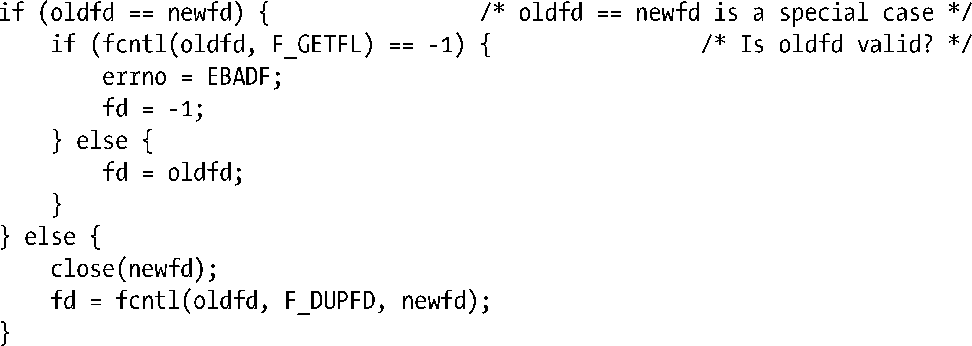 if (oldfd == newfd) {                 /* oldfd == newfd is a special case */
    if (fcntl(oldfd, F_GETFL) == -1) {                 /* Is oldfd valid? */
        errno = EBADF;
        fd = -1;
    } else {
        fd = oldfd;
    }
} else {
    close(newfd);
    fd = fcntl(oldfd, F_DUPFD, newfd);
}